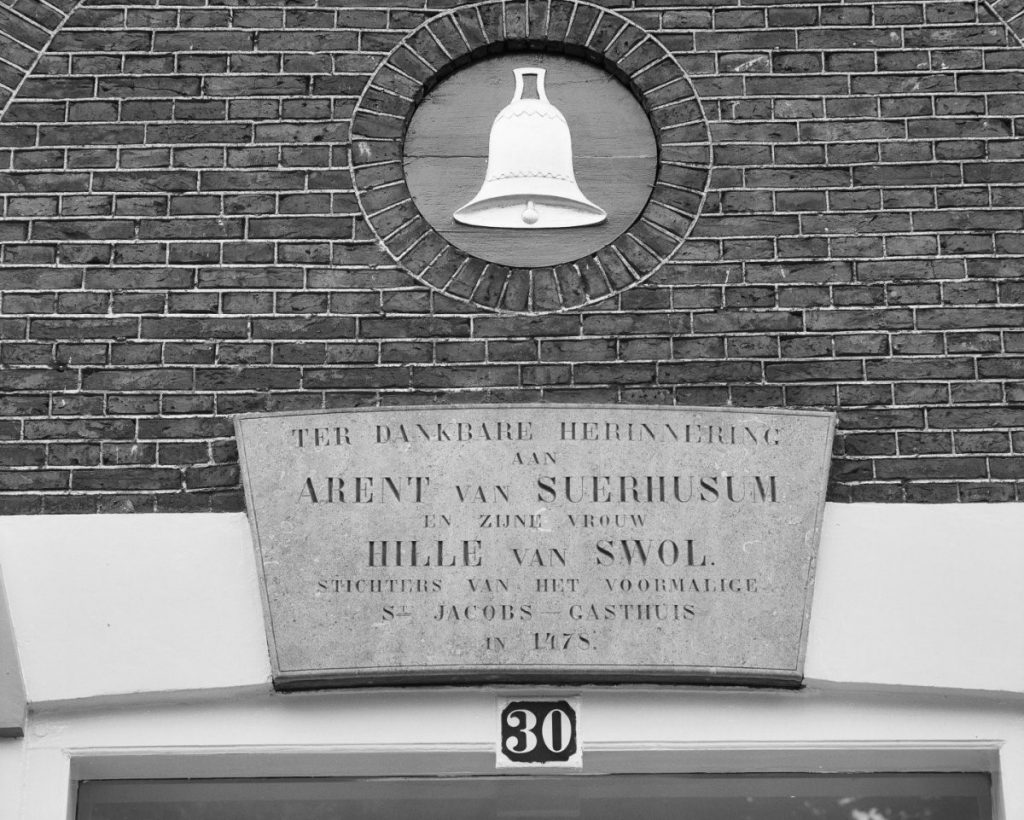 TER DANKBARE HERINNERING
AAN
ARENT VAN SUERHUSUM
EN ZIJNE VROUW
HILLE VAN SWOL.
STICHTERS VAN HET VOORMALIGE
ST JACOBS-GASTHUIS
IN 1478.
30